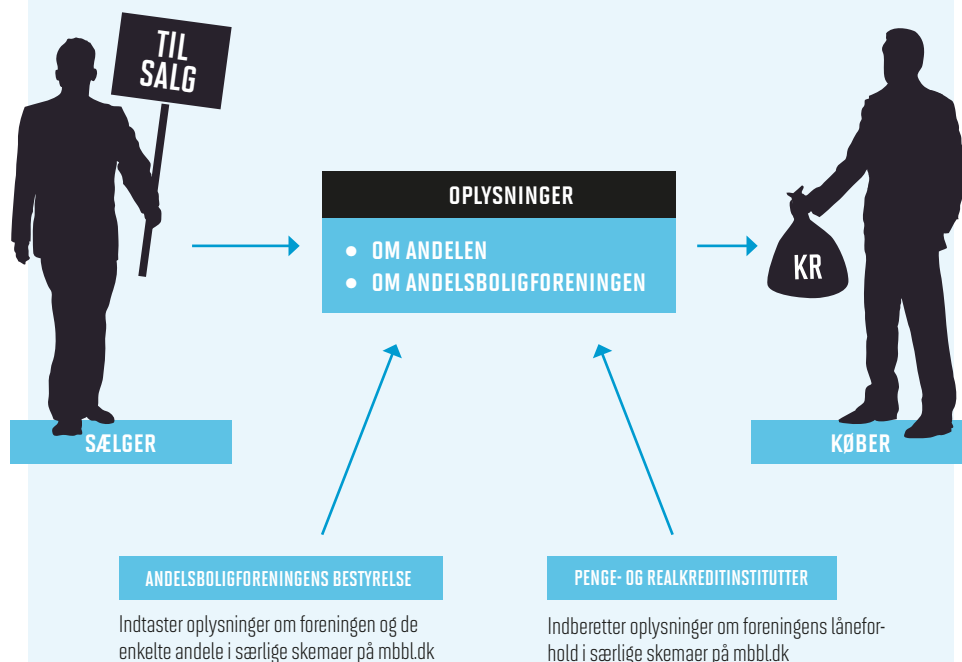 TIL
SALG
OPLYSNINGER
• OM ANDELEN
• OM ANDELSBOLIGFORENINGEN
KR
SÆLGER
KØBER
ANDELSBOLIGFORENINGENS BESTYRELSE
Indtaster oplysninger om foreningen og de
enkelte andele i særlige skemaer på mbbl.dk
PENGE- OG REALKREDITINSTITUTTER
Indberetter oplysninger om foreningens lånefor-
hold i særlige skemaer på mbbl.dk